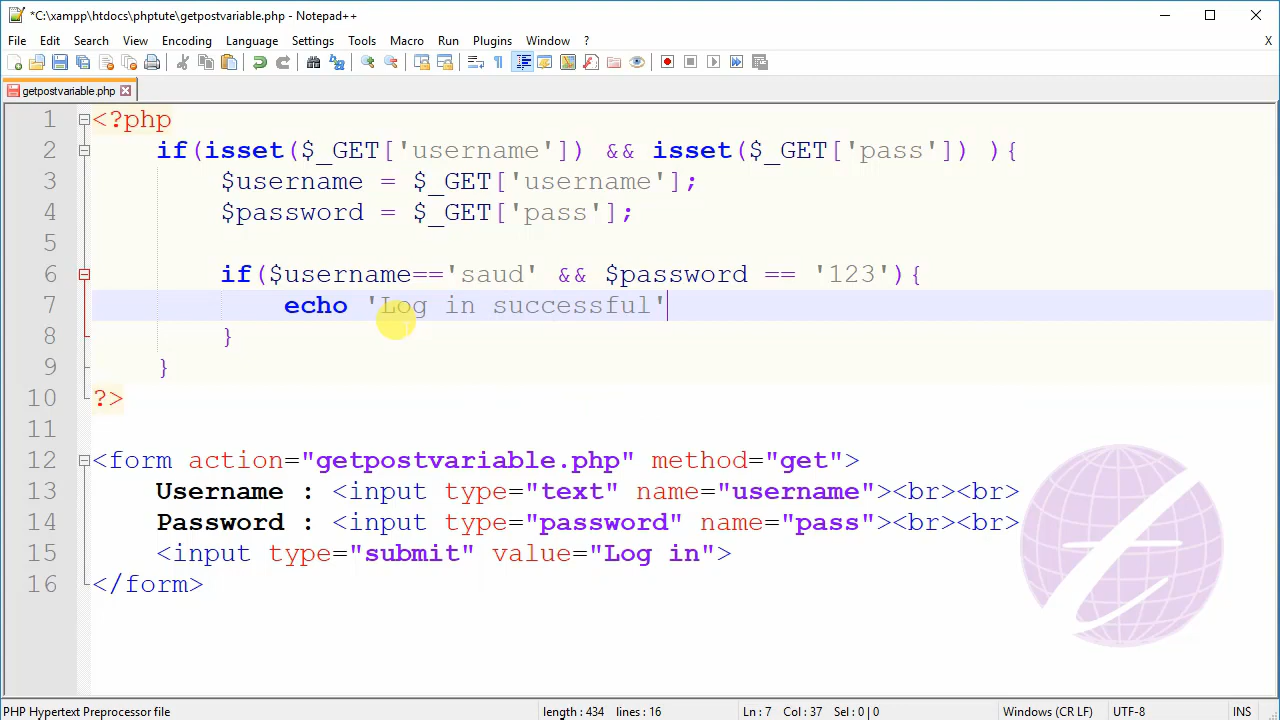 *C:\xampp\htdocs\phptute\getpostvariable.php - Notepad++
File Edit Search View Encoding Language Settings Tools Macro Run Plugins Window ? X
getpostvariable.php
1 <?php
2 if(isset($_GET['username']) && isset($_GET['pass']) ){
3 $username = $_GET['username'];
4 $password = $_GET['pass'];
5
6 if($username=='saud' && $password == '123'){
7 echo 'Log in successful'
8 }
9 }
10 ?>
11
12 <form action="getpostvariable.php" method="get">
13 Username : <input type="text" name="username"><br><br>
14 Password : <input type="password" name="pass"><br><br>
15 <input type="submit" value="Log in">
16 </form>
PHP Hypertext Preprocessor file length : 434 lines : 16 Ln : 7 Col : 37 Sel : 0 | 0 Windows (CR LF) UTF-8 INS